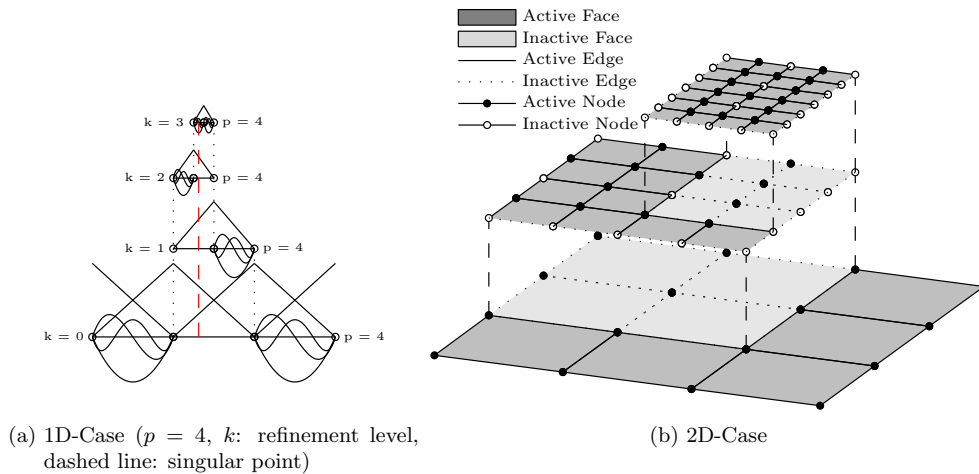 Active Face
Inactive Face
Active Edge
Inactive Edge
Active Node
Inactive Node
k = 3
p = 4
k = 2
p = 4
k = 1
p = 4
k = 0
p = 4
(a) 1D-Case (p = 4, k: refinement level,
dashed line: singular point)
(b) 2D-Case